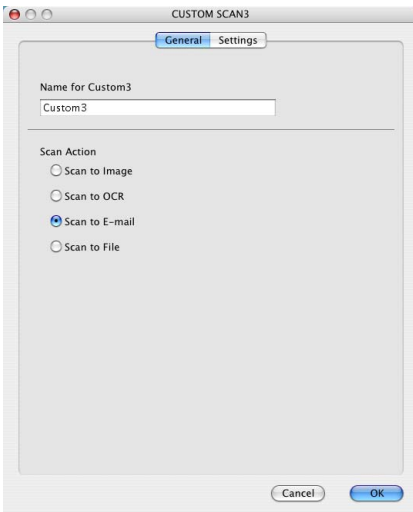 CUSTOM SCAN3
General Settings
Name for Custom3
Custom3
Scan Action
Scan to Image
Scan to OCR
Scan to E-mail
Scan to File
Cancel OK